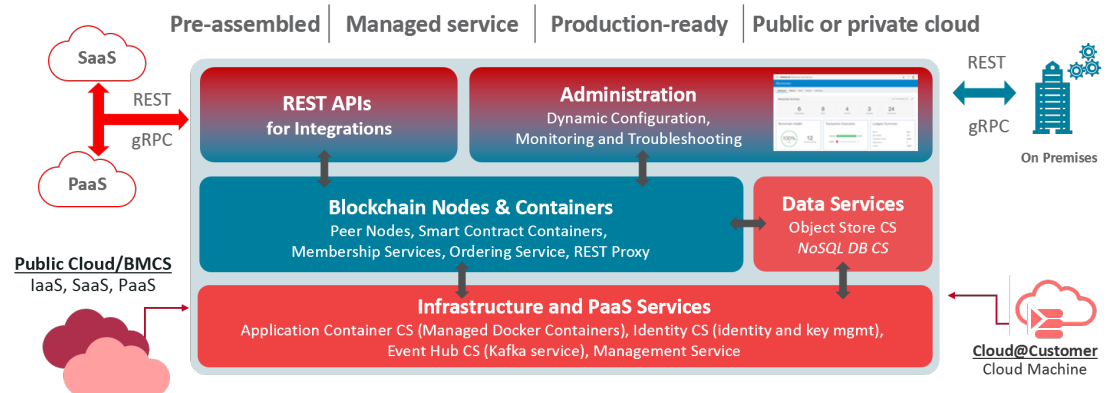 Pre-assembled
Managed service
Production-ready
Public or private cloud
SaaS
REST
gRPC
PaaS
REST APIs
for Integrations
Administration
Dynamic Configuration,
Monitoring and Troubleshooting
REST
gRPC
On Premises
Blockchain Nodes & Containers
Peer Nodes, Smart Contract Containers,
Membership Services, Ordering Service, REST Proxy
Data Services
Object Store CS
NoSQL DB CS
Public Cloud/BMCS
IaaS, SaaS, PaaS
Infrastructure and PaaS Services
Application Container CS (Managed Docker Containers), Identity CS (identity and key mgmt),
Event Hub CS (Kafka service), Management Service
Cloud@Customer
Cloud Machine